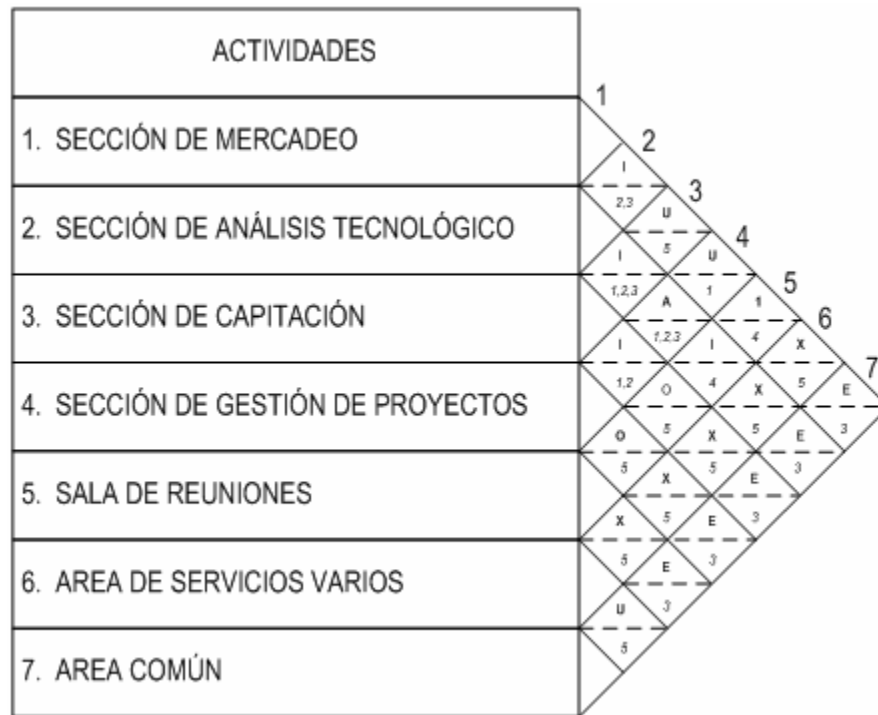 ACTIVIDADES
1
1. SECCIÓN DE MERCADEO
2
I
3
2,3
U
2. SECCIÓN DE ANÁLISIS TECNOLÓGICO
4
5
I U
5
1,2,3 1
A 1
3. SECCIÓN DE CAPITACIÓN
6
1,2,3 4
I I X
7
1,2 4 5
O X E
4. SECCIÓN DE GESTIÓN DE PROYECTOS
5 5 3
O X E
5 5 3
X E
5. SALA DE REUNIONES
5 3
X E
5 3
E
6. AREA DE SERVICIOS VARIOS
U 3
5
7. AREA COMÚN